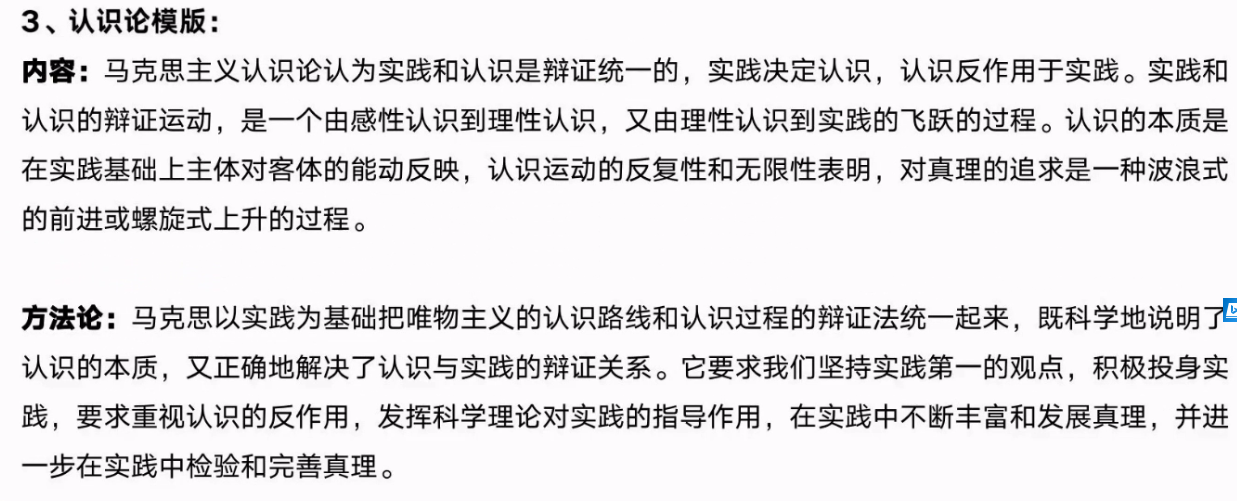 3、认识论模版：
内容：马克思主义认识论认为实践和认识是辩证统一的，实践决定认识，认识反作用于实践。实践和
认识的辩证运动，是一个由感性认识到理性认识，又由理性认识到实践的飞跃的过程。认识的本质是
在实践基础上主体对客体的能动反映，认识运动的反复性和无限性表明，对真理的追求是一种波浪式
的前进或螺旋式上升的过程。
方法论：马克思以实践为基础把唯物主义的认识路线和认识过程的辩证法统一起来，既科学地说明了
认识的本质，又正确地解决了认识与实践的辩证关系。它要求我们坚持实践第一的观点，积极投身实
践，要求重视认识的反作用，发挥科学理论对实践的指导作用，在实践中不断丰富和发展真理，并进
一步在实践中检验和完善真理。